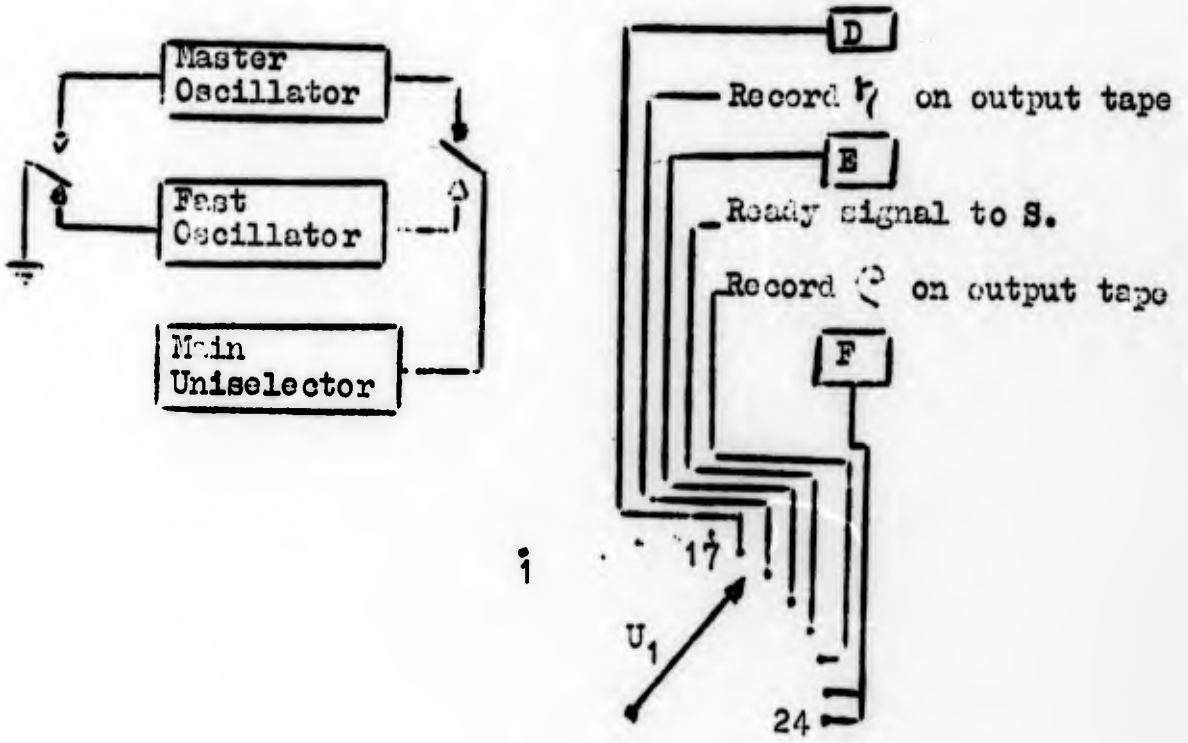 Master
Oscillator
Fast
Oscillator
Main
Uniselector
D
Record η on output tape
E
Ready signal to S.
Record on output tape
F
1
17
U₁
24